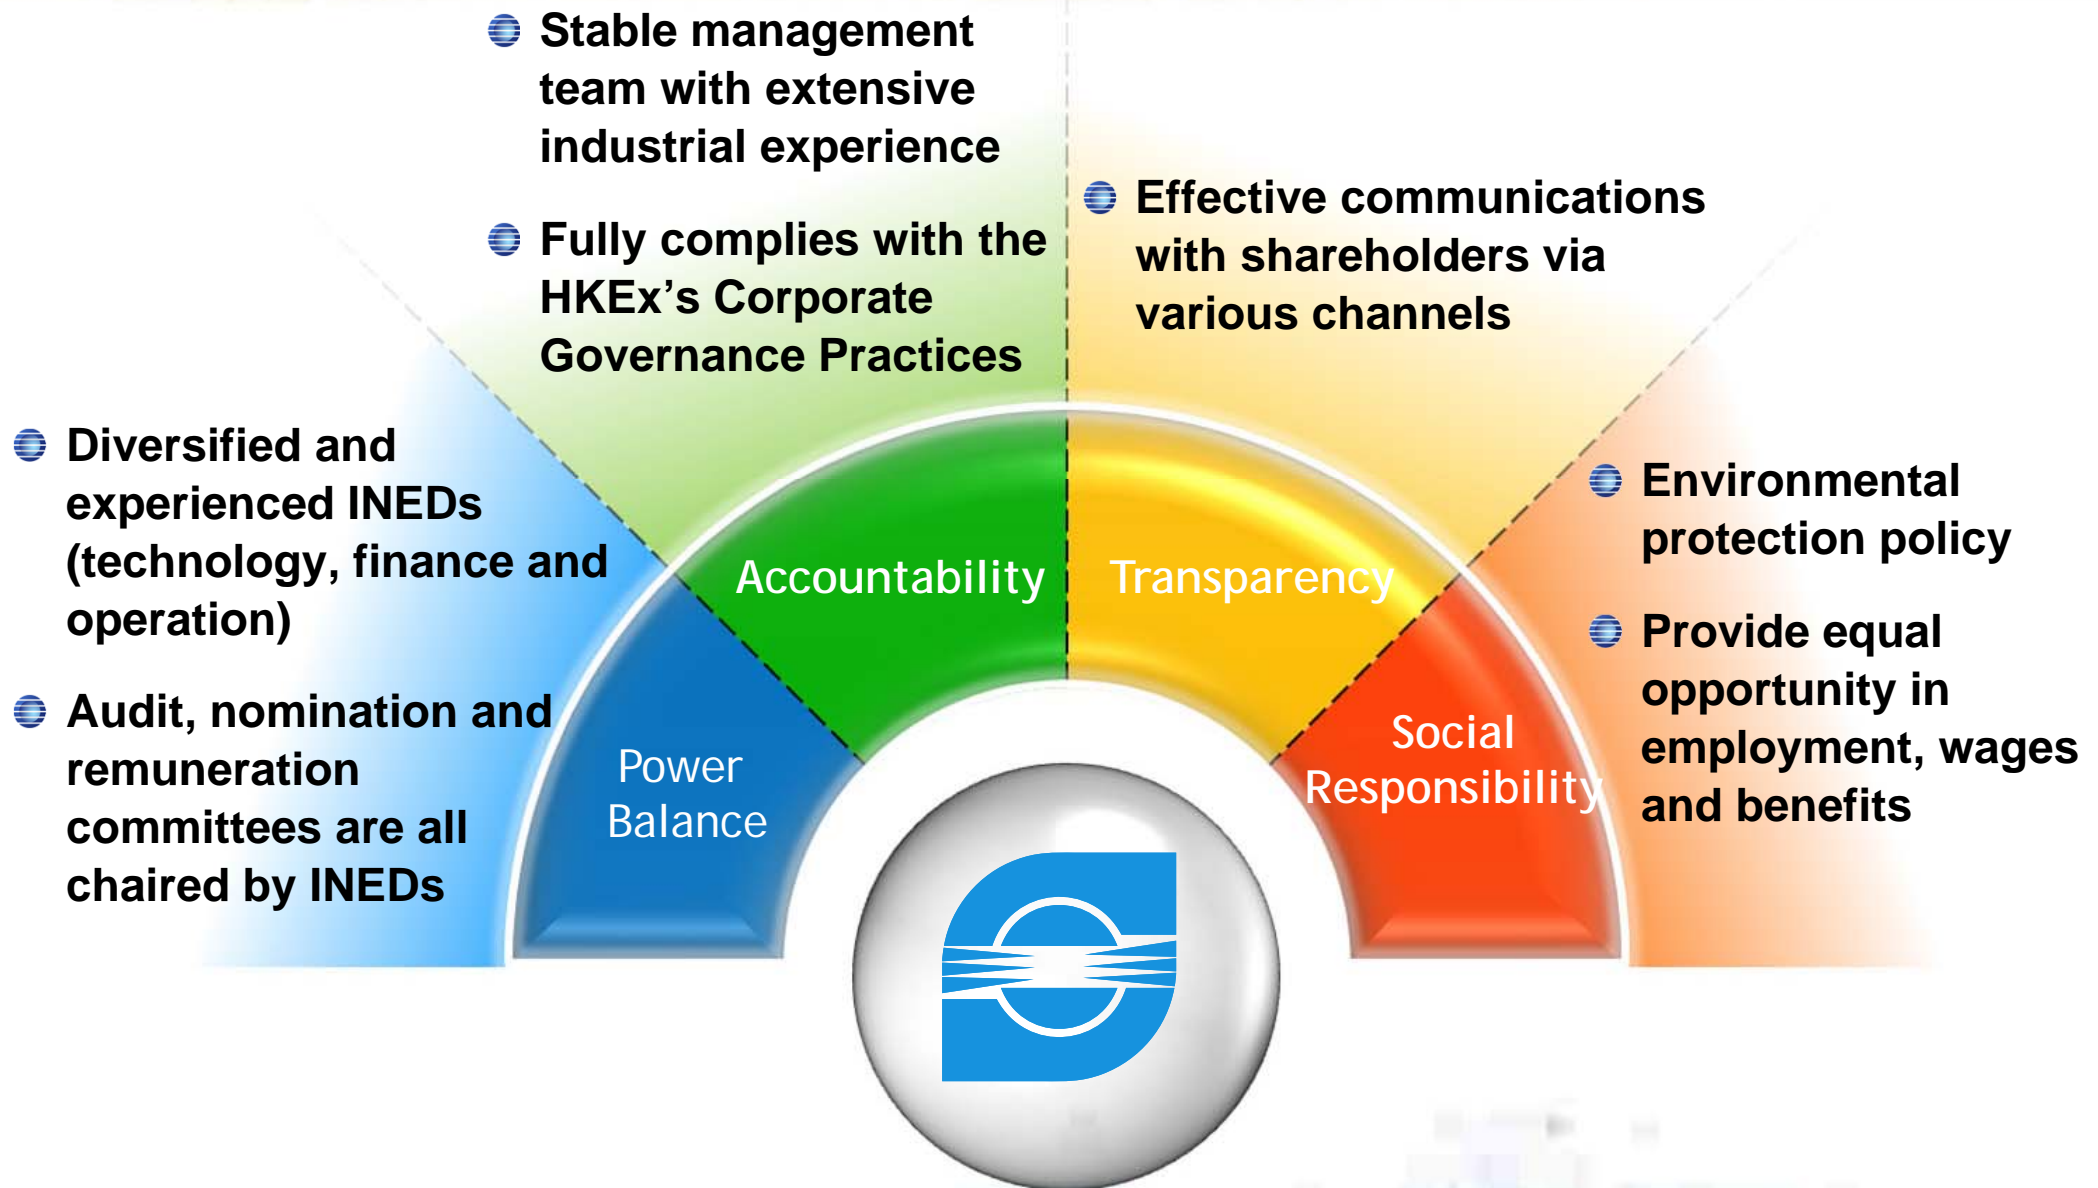 Stable management
team with extensive
industrial experience
Fully complies with the
HKEx’s Corporate
Governance Practices
Effective communications
with shareholders via
various channels
Diversified and
experienced INEDs
(technology, finance and
operation)
Audit, nomination and
remuneration
committees are all
chaired by INEDs
Environmental
protection policy
Provide equal
opportunity in
employment, wages
and benefits
Power
Balance
Accountability
Transparency
Social
Responsibility